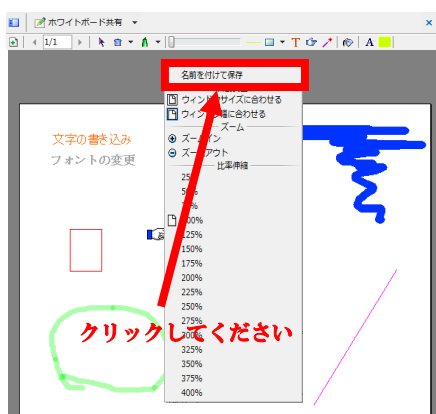 ホワイトボード共有
1/1
T
A
名前を付けて保存
ウィンドウサイズに合わせる
ウィンドウ幅に合わせる
ズーム
ズームイン
ズームアウト
比率伸縮
文字の書き込み
フォントの変更
125%
150%
175%
200%
225%
250%
275%
300%
325%
350%
375%
400%
クリックしてください